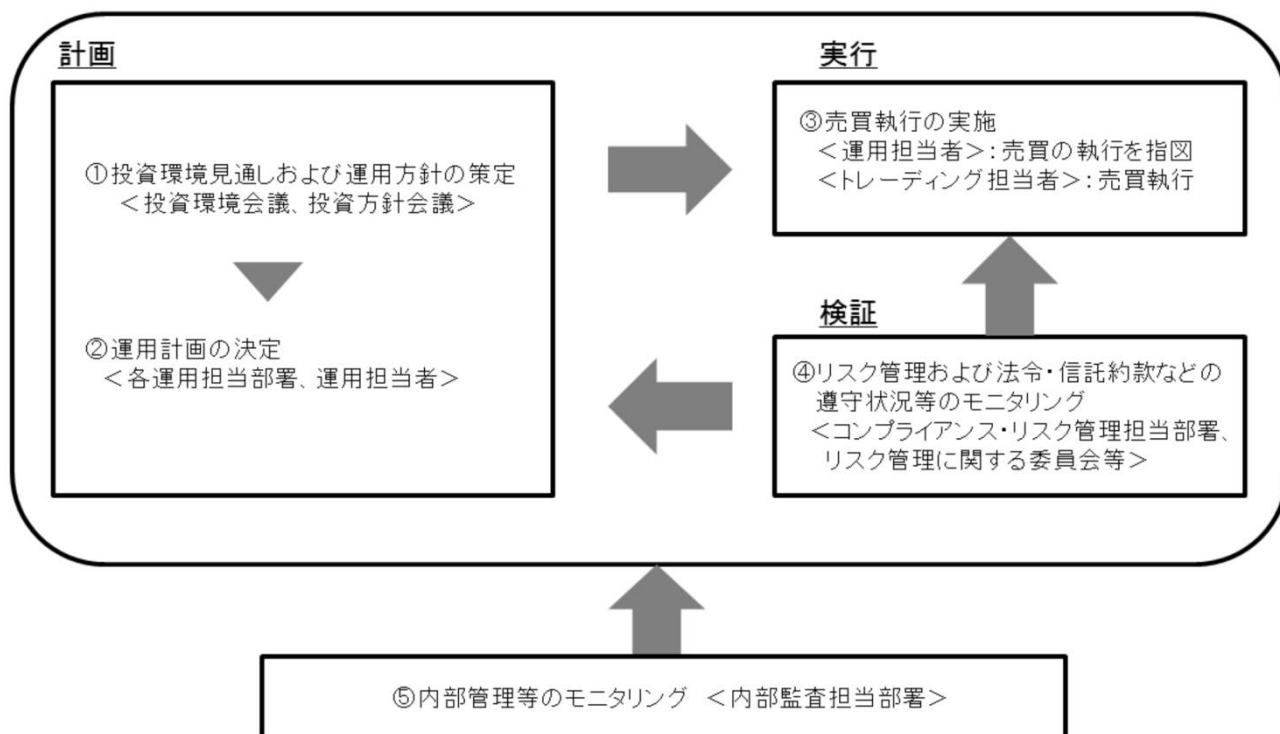 計画
①投資環境見通しおよび運用方針の策定
＜投資環境会議、投資方針会議＞
②運用計画の決定
＜各運用担当部署、運用担当者＞
実行
③売買執行の実施
＜運用担当者＞：売買の執行を指図
＜トレーディング担当者＞：売買執行
検証
④リスク管理および法令・信託約款などの
遵守状況等のモニタリング
＜コンプライアンス・リスク管理担当部署、
リスク管理に関する委員会等＞
⑤内部管理等のモニタリング ＜内部監査担当部署＞